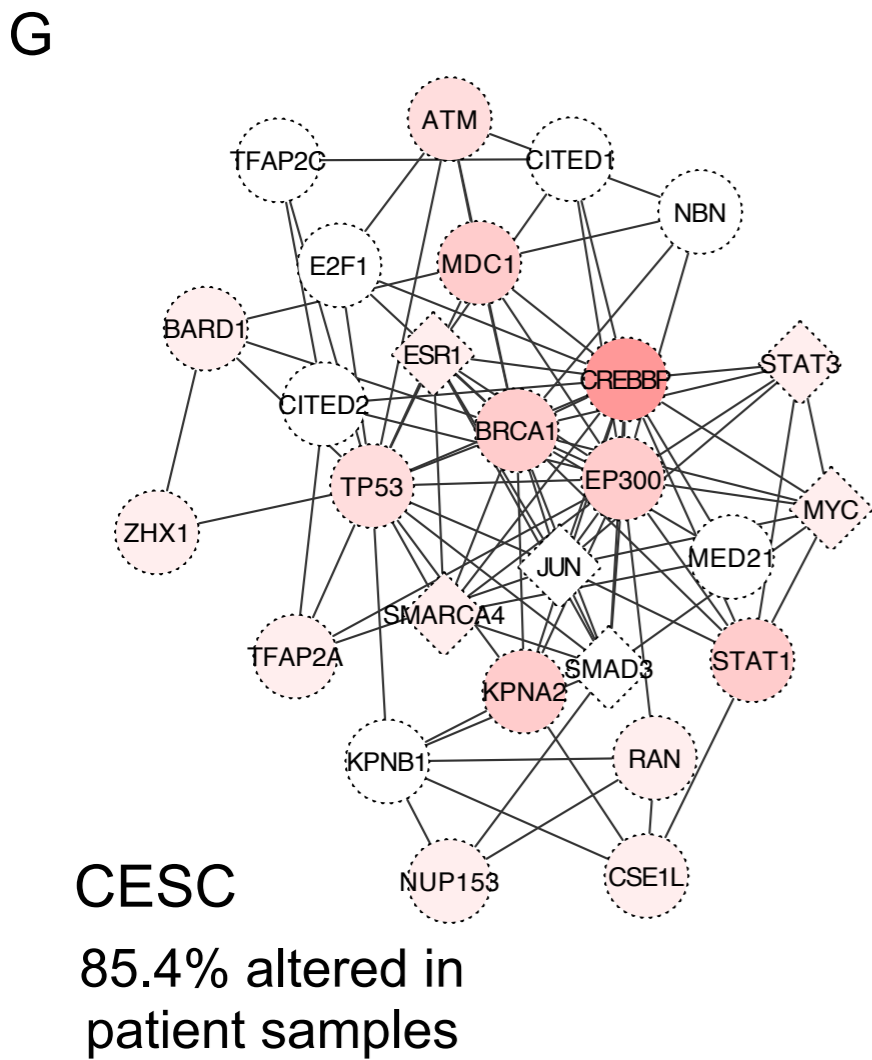 G
ATM
TFAP2C
CITED1
NBN
E2F1
MDC1
BARD1
ESR1
STAT3
CREBBP
CITED2
BRCA1
TP53
EP300
MYC
ZHX1
JUN
MED21
SMARCA4
TFAP2A
SMAD3
STAT1
KPNA2
KPNB1
RAN
NUP153
CSE1L
CESC
85.4% altered in
patient samples